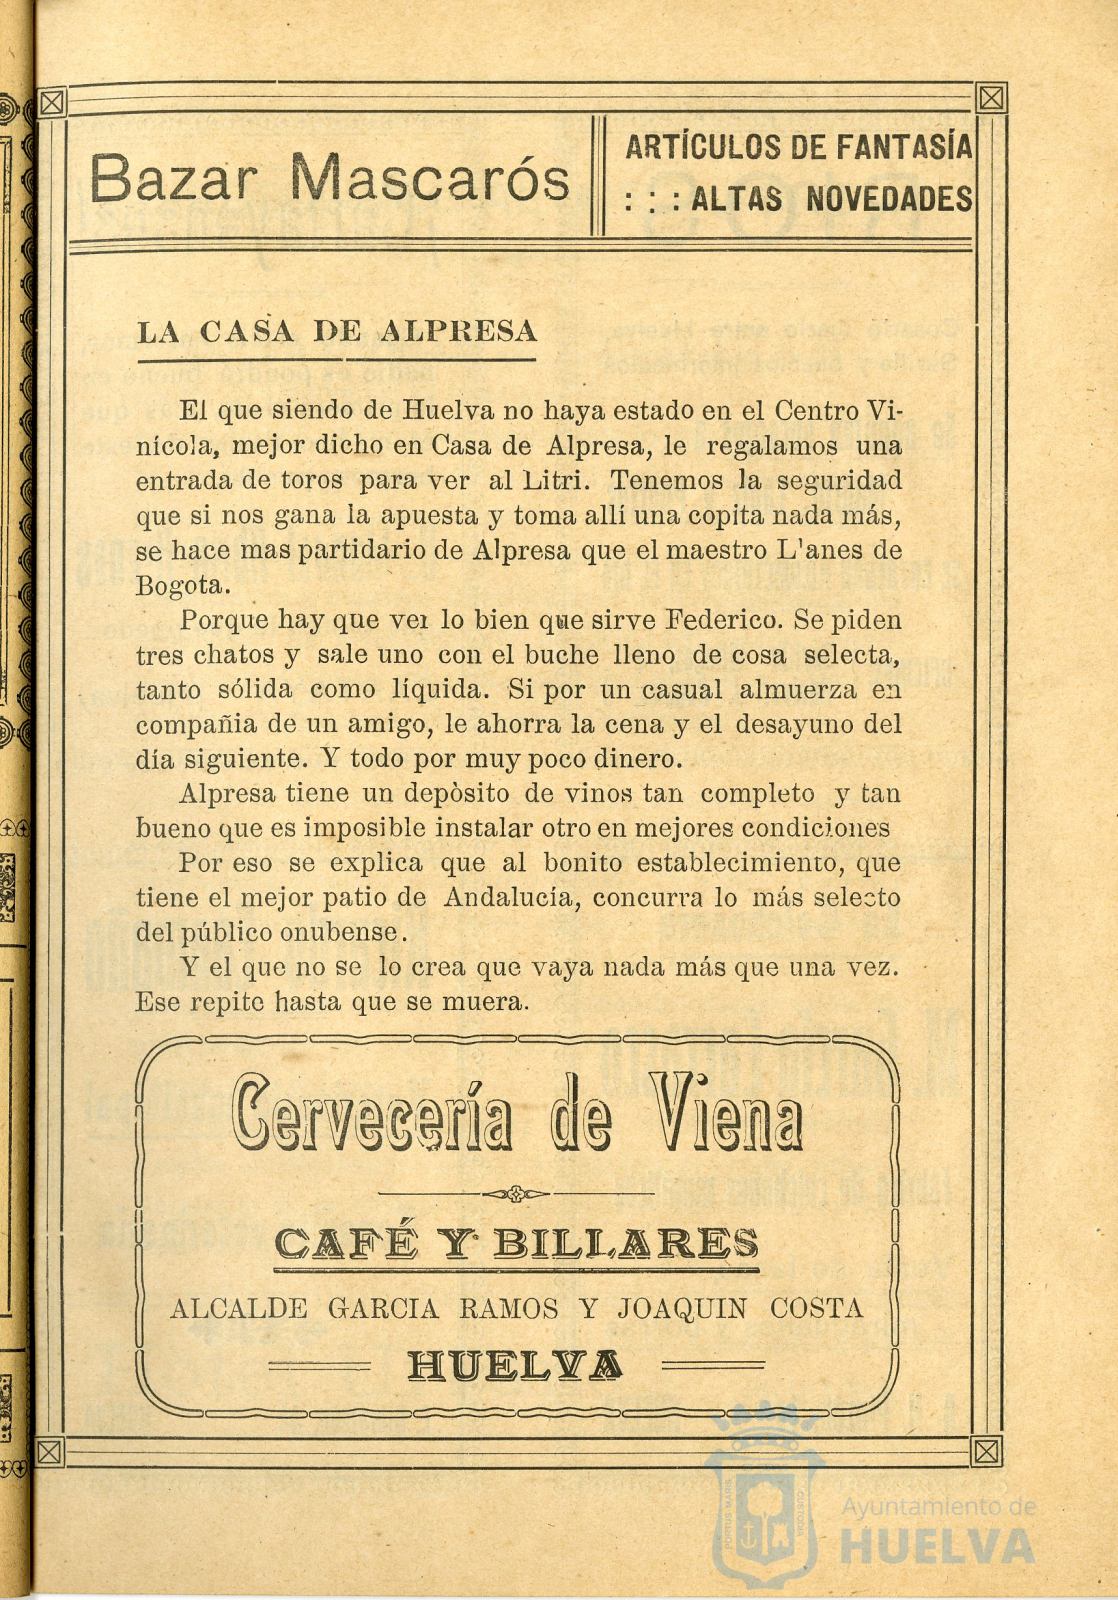 Bazar Mascarós
ARTÍCULOS DE FANTASÍA
: : : ALTAS NOVEDADES
LA CASA DE ALPRESA
El que siendo de Huelva no haya estado en el Centro Vi-
nícola, mejor dicho en Casa de Alpresa, le regalamos una
entrada de toros para ver al Litri. Tenemos la seguridad
que si nos gana la apuesta y toma allí una copita nada más,
se hace mas partidario de Alpresa que el maestro L'anes de
Bogota.
Porque hay que ver lo bien que sirve Federico. Se piden
tres chatos y sale uno con el buche lleno de cosa selecta,
tanto sólida como líquida. Si por un casual almuerza en
compañia de un amigo, le ahorra la cena y el desayuno del
día siguiente. Y todo por muy poco dinero.
Alpresa tiene un depòsito de vinos tan completo y tan
bueno que es imposible instalar otro en mejores condiciones
Por eso se explica que al bonito establecimiento, que
tiene el mejor patio de Andalucía, concurra lo más selecto
del público onubense.
Y el que no se lo crea que vaya nada más que una vez.
Ese repite hasta que se muera.
Cervecería de Viena
CAFÉ Y BILLARES
ALCALDE GARCIA RAMOS Y JOAQUIN COSTA
HUELVA
PORTUS MARIS
CUSTODIA
Ayuntamiento de
HUELVA